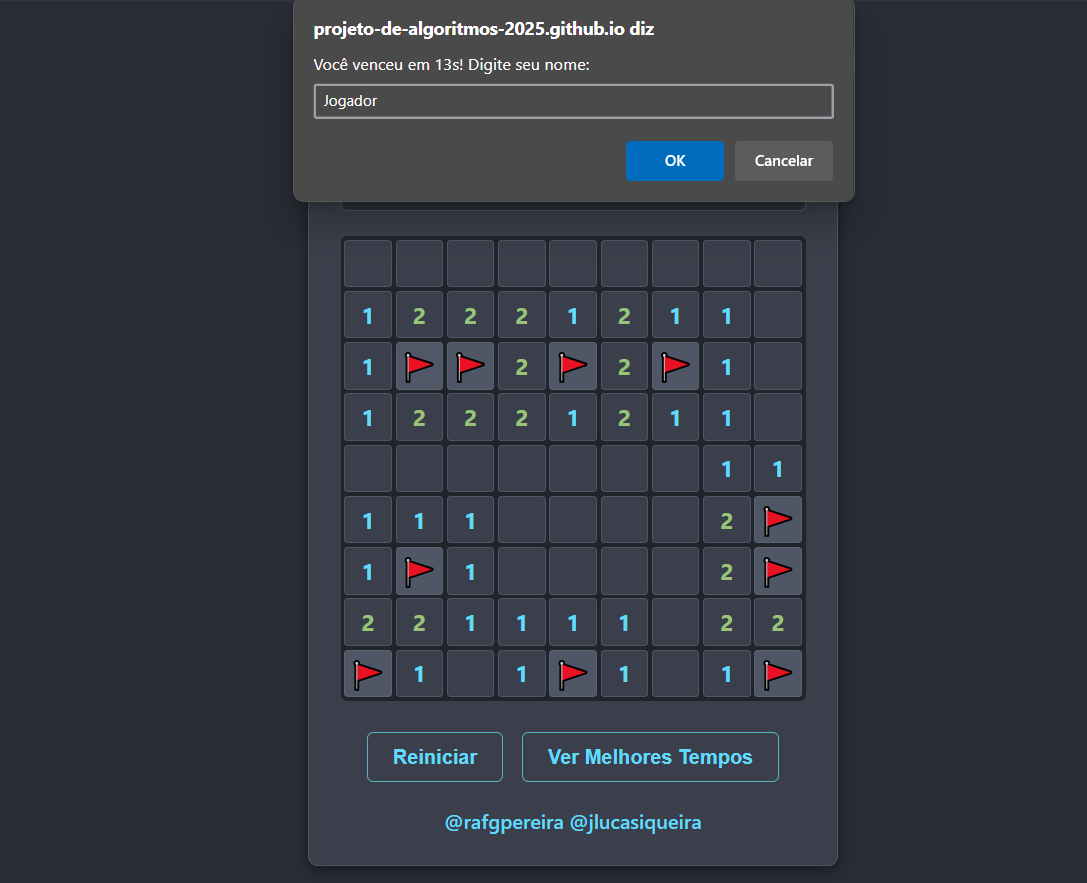 projeto-de-algoritmos-2025.github.io diz
Você venceu em 13s! Digite seu nome:
Jogador
OK Cancelar
1 2 2 2 1 2 1 1
1 2 2 1
1 2 2 2 1 2 1 1
1 1
1 1 1 2
1 1 2
2 2 1 1 1 1 2 2
1 1 1 1
Reiniciar Ver Melhores Tempos
@rafgpereira @jlucasiqueira